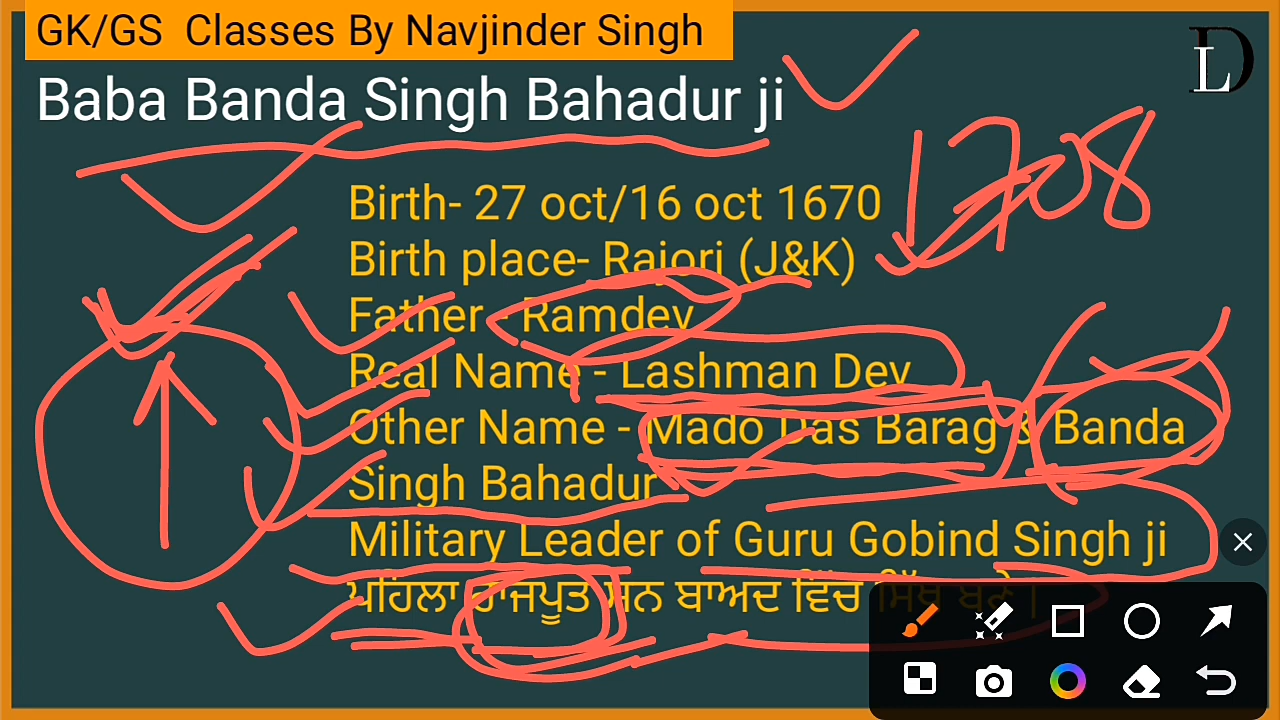 GK/GS Classes By Navjinder Singh
Baba Banda Singh Bahadur ji
1708
Birth- 27 oct/16 oct 1670
Birth place- Rajori (J&K)
Father - Ramdev
Real Name - Lashman Dev
Other Name - Mado Das Barag & Banda
Singh Bahadur
Military Leader of Guru Gobind Singh ji
ਪਹਿਲਾ ਰਾਜਪੂਤ ਸਨ ਬਾਅਦ ਵਿੱਚ ਸਿੱਖ ਬਣੇ।